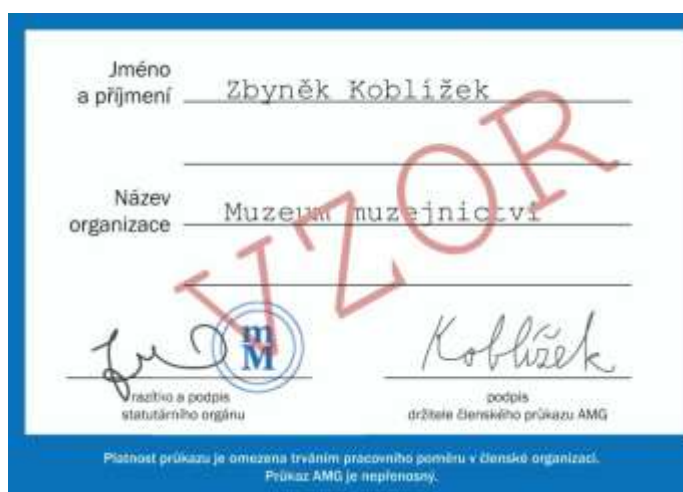 Jméno
a příjmení Zbyněk Koblížek
Název
organizace Muzeum muzejnictví
VZOR
mM
Koblížek
razítko a podpis
statutárního orgánu
podpis
držitele členského průkazu AMG
Platnost průkazu je omezena trváním pracovního poměru v členské organizaci.
Průkaz AMG je nepřenosný.